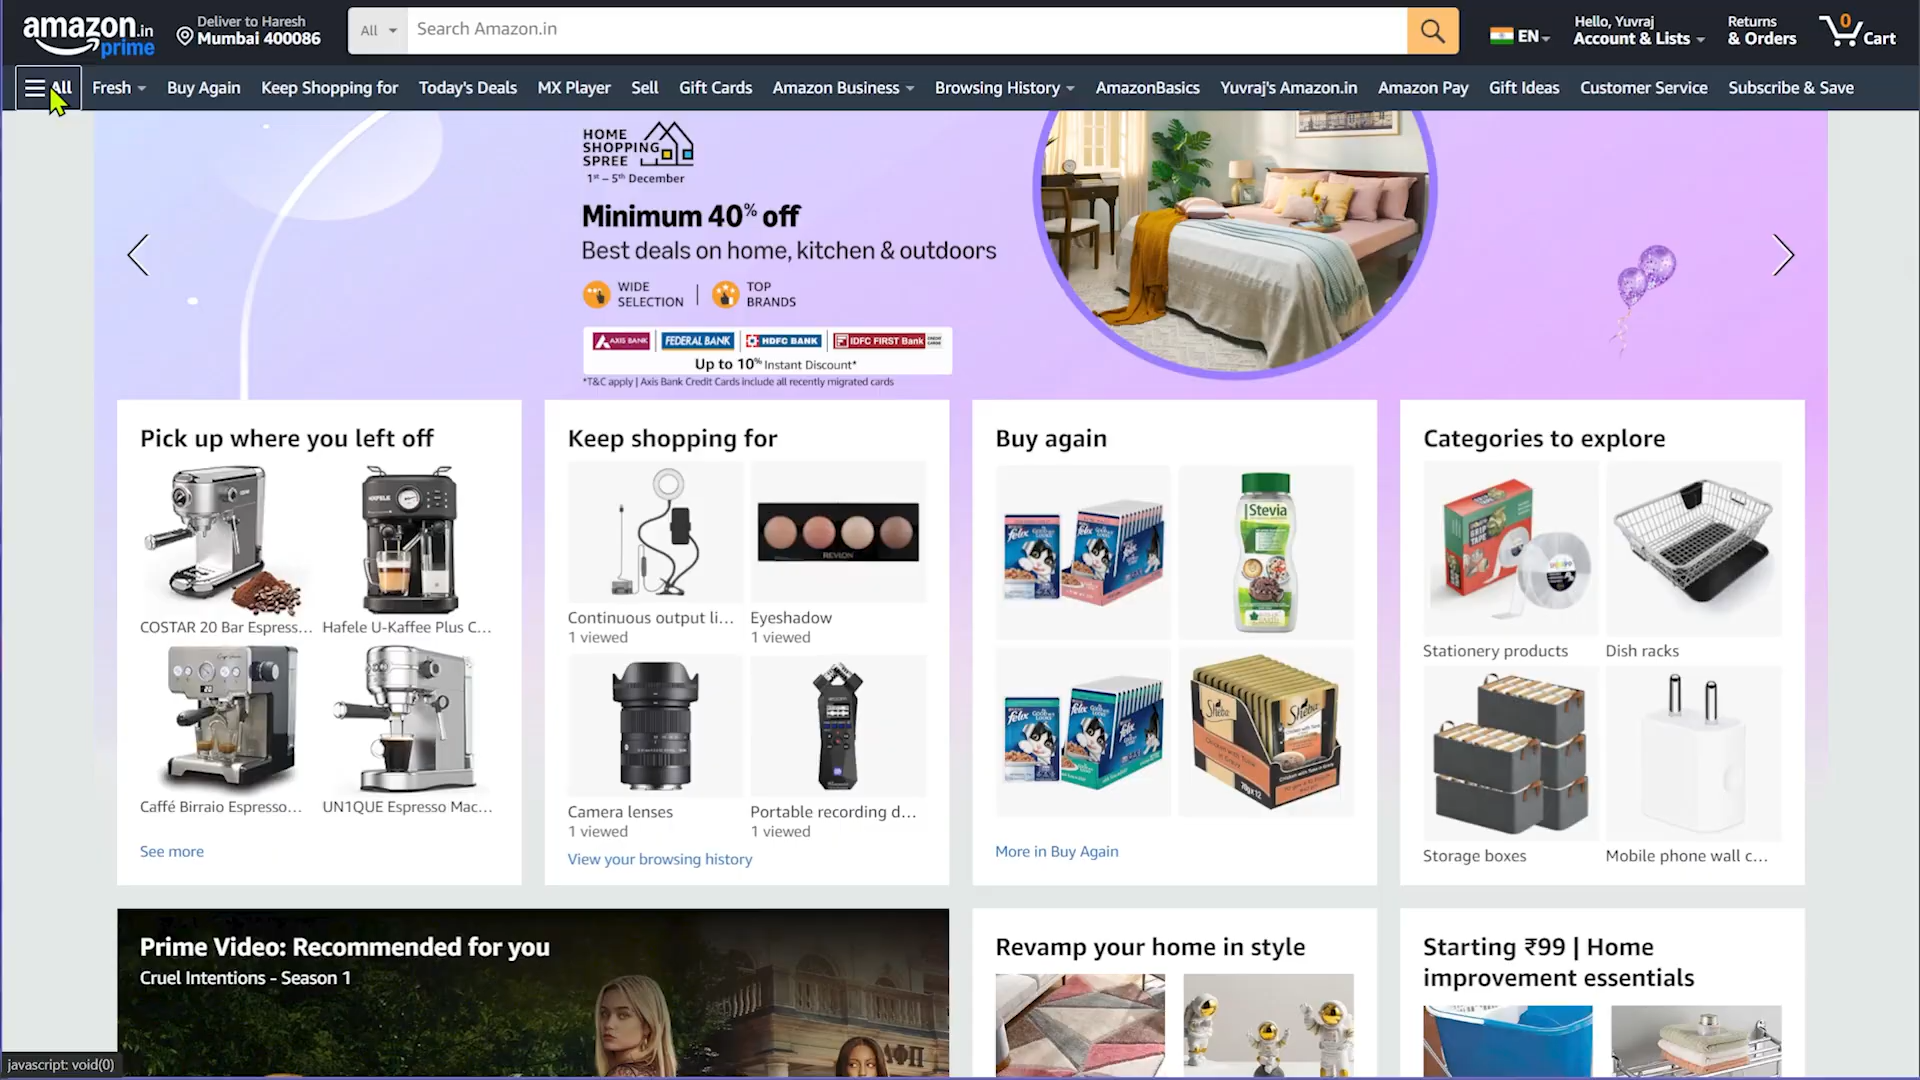 amazon.in
prime
Deliver to Haresh
Mumbai 400086
All
Search Amazon.in
EN
Hello, Yuvraj
Account & Lists
Returns
& Orders
0
Cart
All
Fresh
Buy Again
Keep Shopping for
Today's Deals
MX Player
Sell
Gift Cards
Amazon Business
Browsing History
AmazonBasics
Yuvraj's Amazon.in
Amazon Pay
Gift Ideas
Customer Service
Subscribe & Save
HOME
SHOPPING
SPREE
1st – 5th December
Minimum 40% off
Best deals on home, kitchen & outdoors
WIDE
SELECTION
TOP
BRANDS
AXIS BANK
FEDERAL BANK
HDFC BANK
IDFC FIRST Bank
Up to 10% Instant Discount*
*T&C apply | Axis Bank Credit Cards include all recently migrated cards
Pick up where you left off
COSTAR 20 Bar Espress...
Hafele U-Kaffee Plus C...
Caffé Birraio Espresso...
UN1QUE Espresso Mac...
See more
Keep shopping for
REVLON
Continuous output li...
1 viewed
Eyeshadow
1 viewed
Camera lenses
1 viewed
Portable recording d...
1 viewed
View your browsing history
Buy again
felix
Stevia
felix
Sheba
Sheba
More in Buy Again
Categories to explore
GRIP
TAPE
Stationery products
Dish racks
Storage boxes
Mobile phone wall c...
Prime Video: Recommended for you
Cruel Intentions - Season 1
ΔΦΠ
Revamp your home in style
Starting ₹99 | Home
improvement essentials
javascript: void(0)